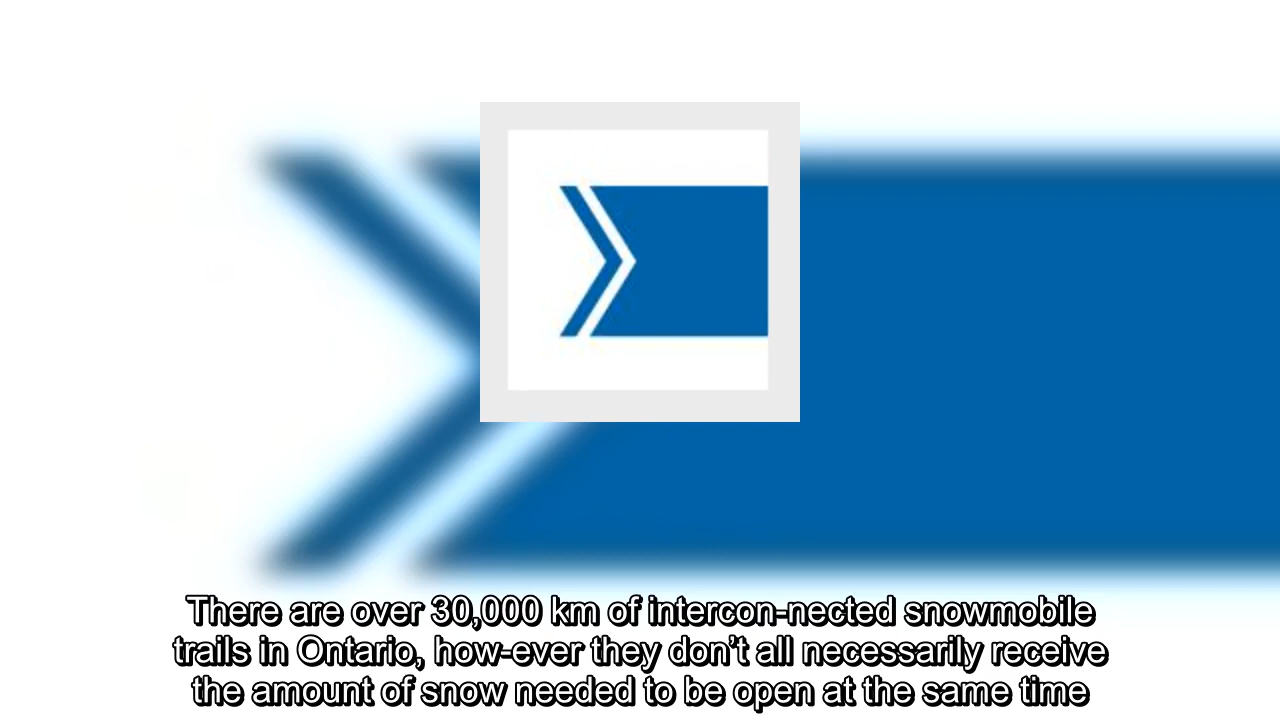 There are over 30,000 km of intercon-nected snowmobile
trails in Ontario, how-ever they don’t all necessarily receive
the amount of snow needed to be open at the same time